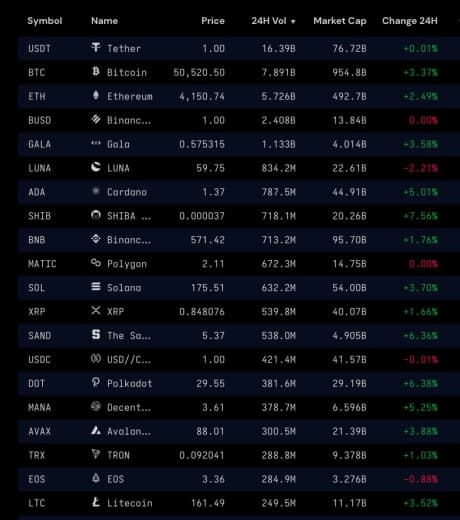 Symbol Name Price 24H Vol ▼ Market Cap Change 24H
USDT Tether 1.00 16.39B 76.72B +0.01%
BTC Bitcoin 50,520.50 7.891B 954.8B +3.37%
ETH Ethereum 4,150.74 5.726B 492.7B +2.49%
BUSD Binanc... 1.00 2.408B 13.84B 0.00%
GALA Gala 0.575315 1.133B 4.014B +3.58%
LUNA LUNA 59.75 834.2M 22.61B -2.21%
ADA Cardano 1.37 787.5M 44.91B +5.01%
SHIB SHIBA ... 0.000037 718.1M 20.26B +7.56%
BNB Binanc... 571.42 713.2M 95.70B +1.76%
MATIC Polygon 2.11 672.3M 14.75B 0.00%
SOL Solana 175.51 632.2M 54.00B +3.70%
XRP XRP 0.848076 539.8M 40.07B +1.66%
SAND The Sa... 5.37 538.0M 4.905B +6.36%
USDC USD//C... 1.00 421.4M 41.57B -0.01%
DOT Polkadot 29.55 381.6M 29.19B +6.38%
MANA Decent... 3.61 378.7M 6.596B +5.25%
AVAX Avalan... 88.01 300.5M 21.39B +3.88%
TRX TRON 0.092041 288.8M 9.378B +1.03%
EOS EOS 3.36 284.9M 3.276B -0.88%
LTC Litecoin 161.49 249.5M 11.17B +3.52%